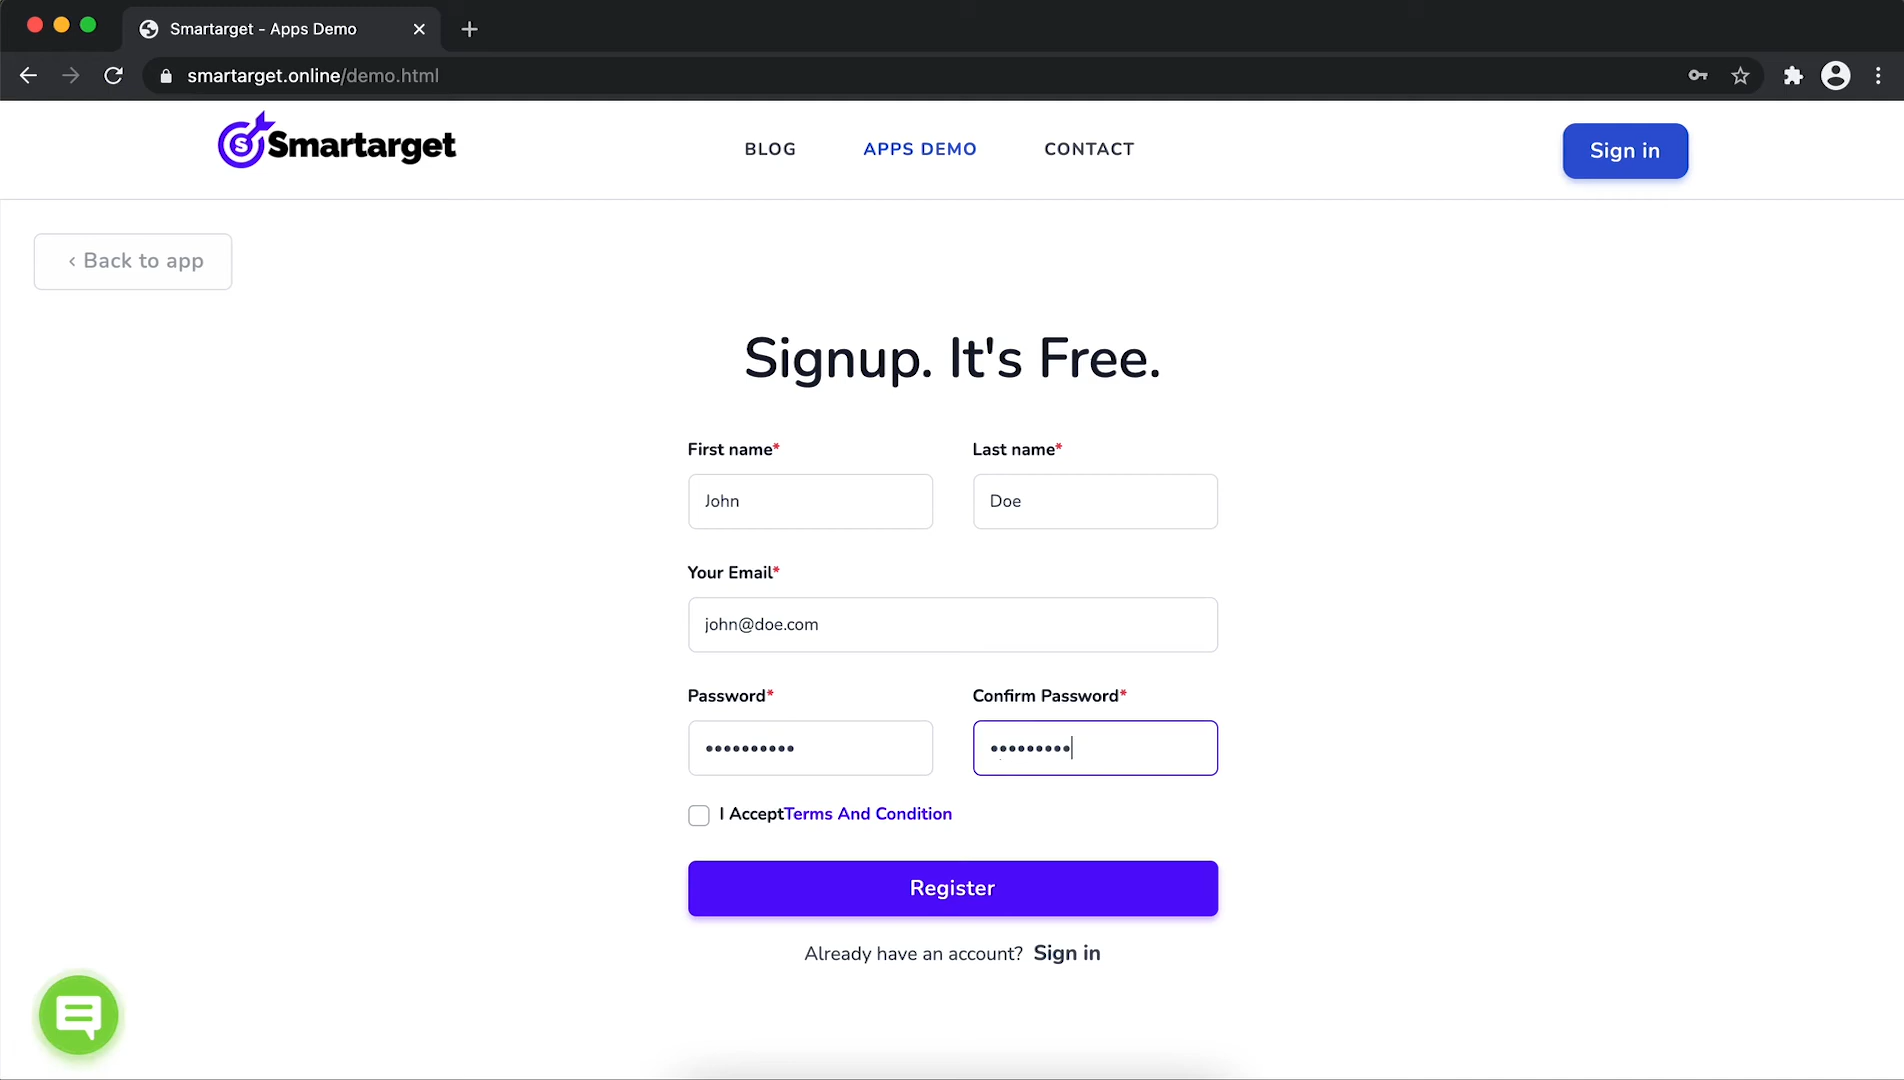 Smartarget - Apps Demo
smartarget.online/demo.html
Smartarget
BLOG APPS DEMO CONTACT Sign in
‹ Back to app
Signup. It's Free.
First name* Last name*
John Doe
Your Email*
john@doe.com
Password* Confirm Password*
•••••••••• •••••••••
I AcceptTerms And Condition
Register
Already have an account? Sign in